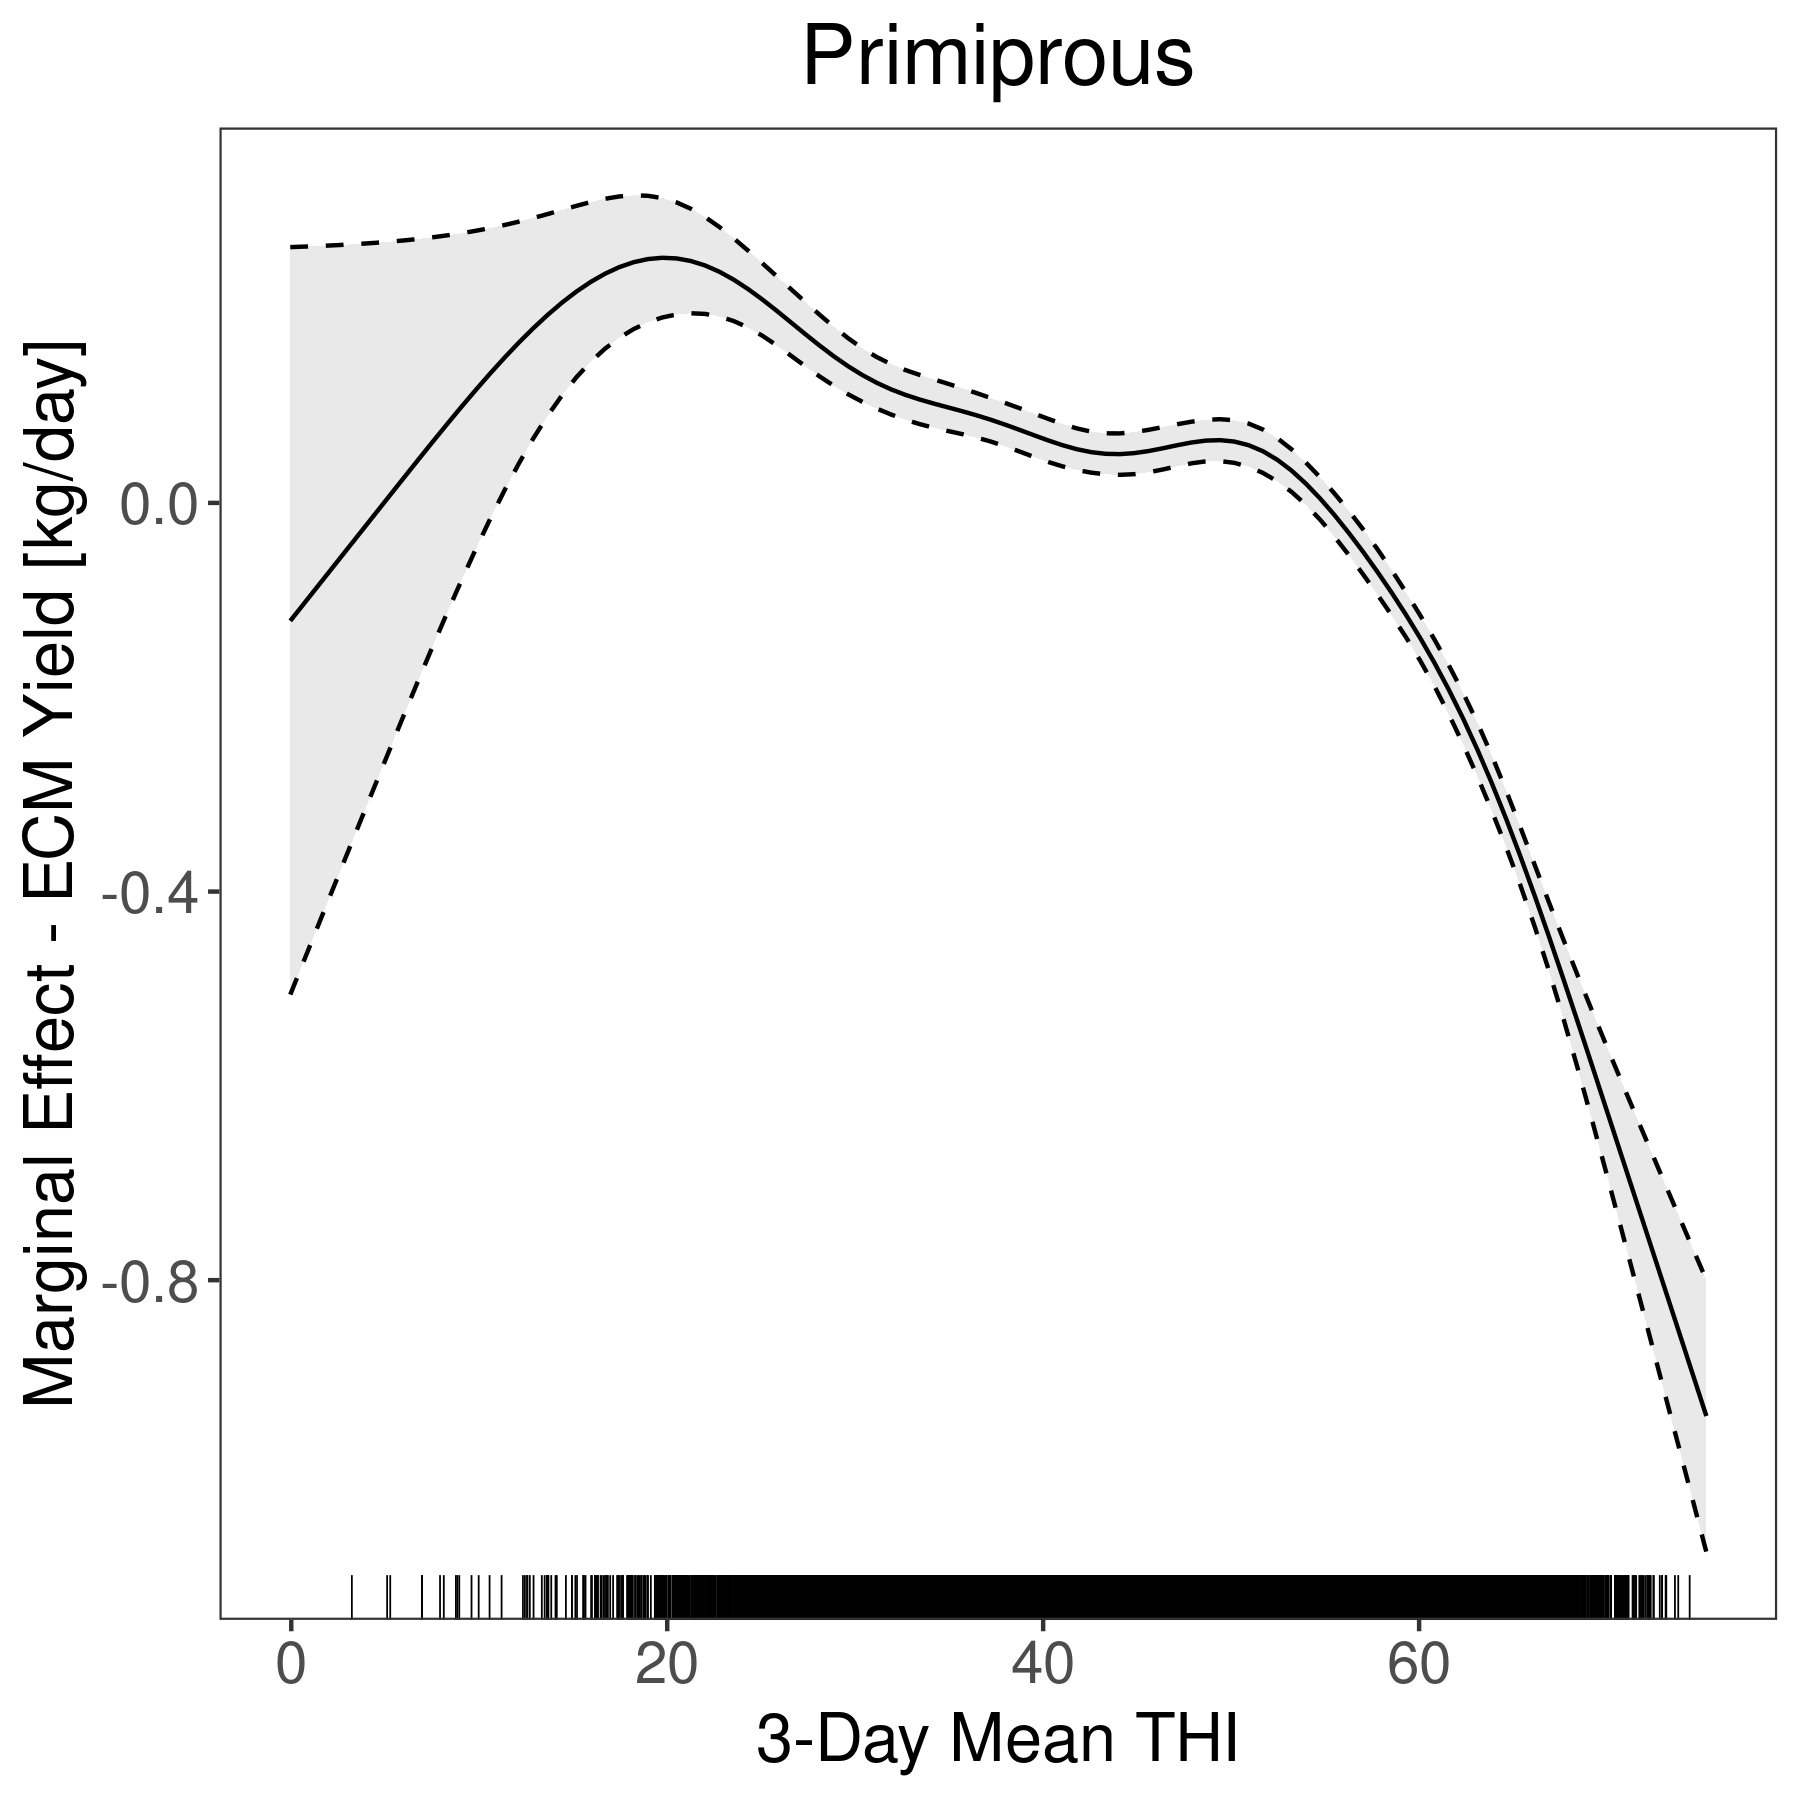 Primiprous
Marginal Effect - ECM Yield [kg/day]
0.0
-0.4
-0.8
0 20 40 60
3-Day Mean THI